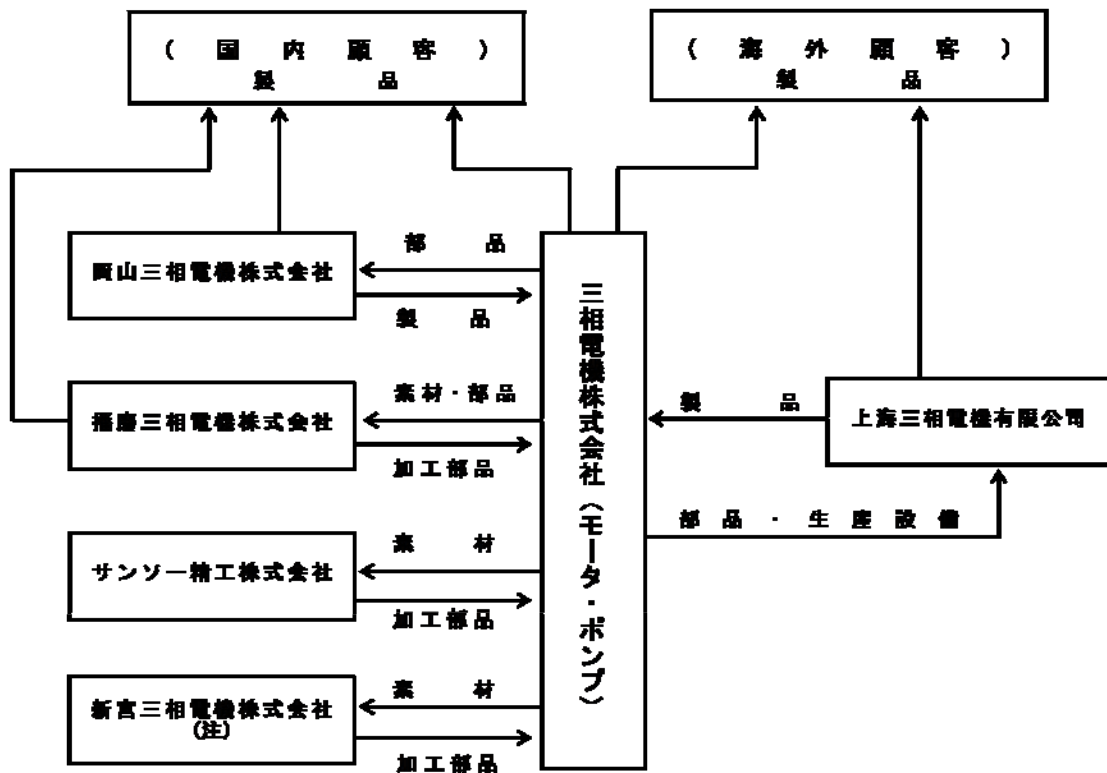 (国内顧客)
製品
(海外顧客)
製品
岡山三相電機株式会社
部品
製品
播磨三相電機株式会社
素材・部品
加工部品
サンソー精工株式会社
素材
加工部品
新宮三相電機株式会社
(注)
素材
加工部品
三相電機株式会社(モータ・ポンプ)
製品
上海三相電機有限公司
部品・生産設備